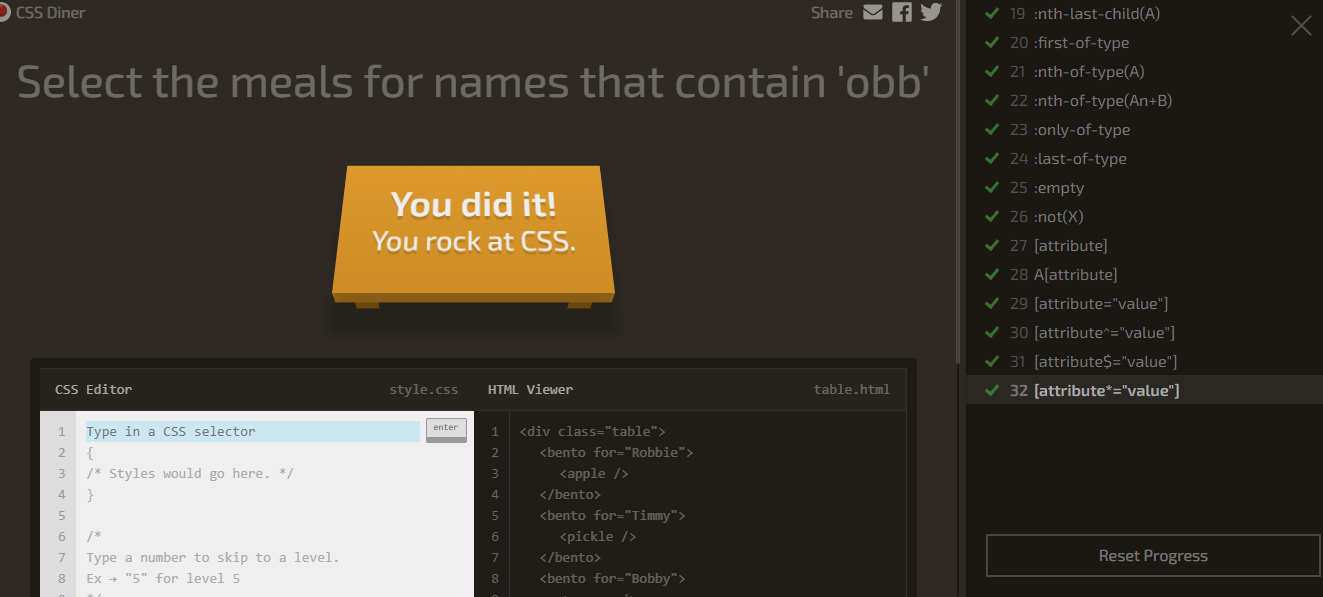 CSS Diner
Share
Select the meals for names that contain 'obb'
You did it!
You rock at CSS.
CSS Editor
style.css
1 Type in a CSS selector
enter
2 {
3 /* Styles would go here. */
4 }
5
6 /*
7 Type a number to skip to a level.
8 Ex → "5" for level 5
HTML Viewer
table.html
1 <div class="table">
2 <bento for="Robbie">
3 <apple />
4 </bento>
5 <bento for="Timmy">
6 <pickle />
7 </bento>
8 <bento for="Bobby">
✔ 19 :nth-last-child(A)
✔ 20 :first-of-type
✔ 21 :nth-of-type(A)
✔ 22 :nth-of-type(An+B)
✔ 23 :only-of-type
✔ 24 :last-of-type
✔ 25 :empty
✔ 26 :not(X)
✔ 27 [attribute]
✔ 28 A[attribute]
✔ 29 [attribute="value"]
✔ 30 [attribute^="value"]
✔ 31 [attribute$="value"]
✔ 32 [attribute*="value"]
Reset Progress